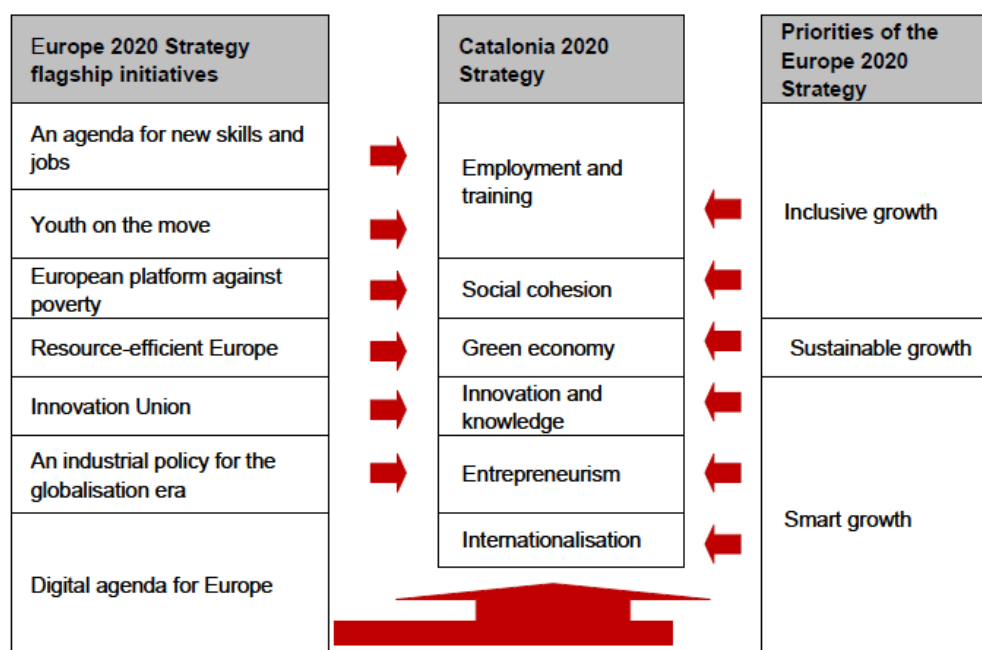 Europe 2020 Strategy
flagship initiatives
An agenda for new skills and
jobs
Youth on the move
European platform against
poverty
Resource-efficient Europe
Innovation Union
An industrial policy for the
globalisation era
Digital agenda for Europe
Catalonia 2020
Strategy
Employment and
training
Social cohesion
Green economy
Innovation and
knowledge
Entrepreneurism
Internationalisation
Priorities of the
Europe 2020
Strategy
Inclusive growth
Sustainable growth
Smart growth